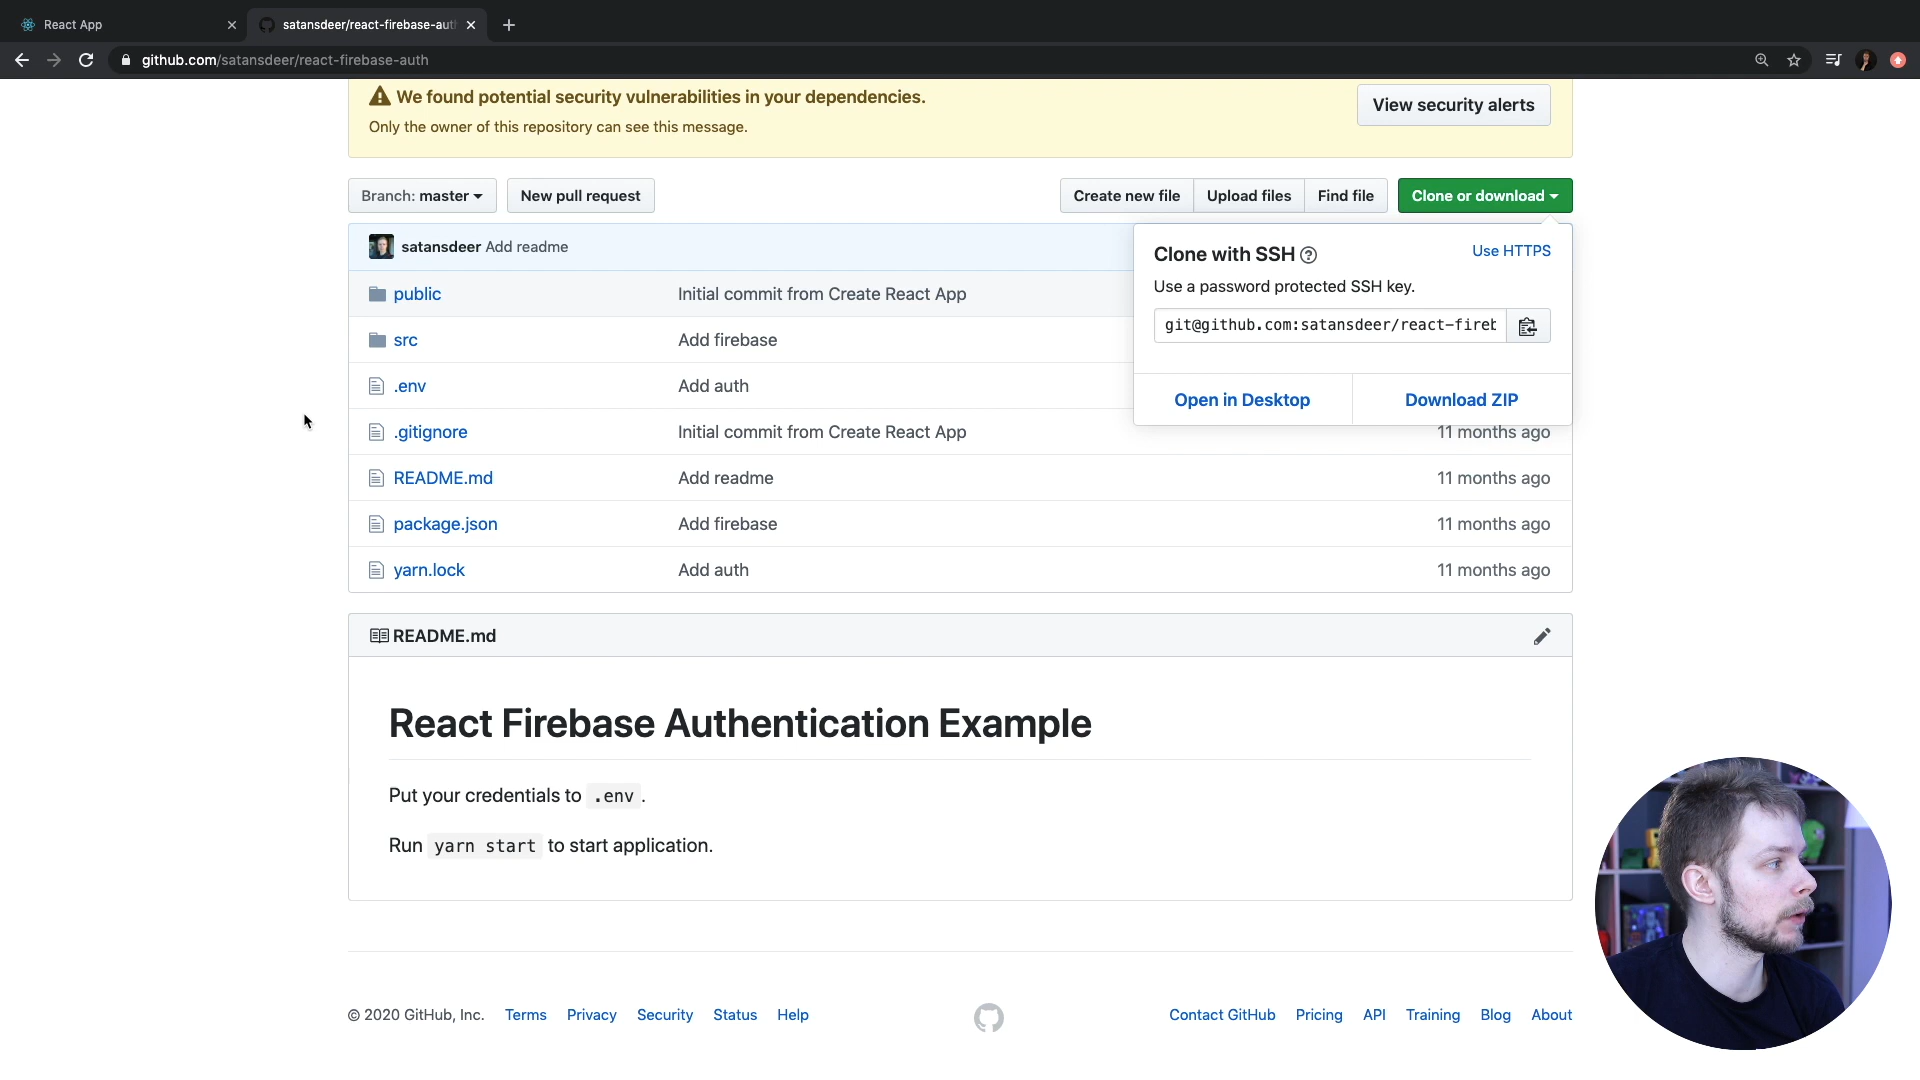 React App
satansdeer/react-firebase-auth
github.com/satansdeer/react-firebase-auth
We found potential security vulnerabilities in your dependencies.
Only the owner of this repository can see this message.
View security alerts
Branch: master
New pull request
Create new file
Upload files
Find file
Clone or download
satansdeer Add readme
Clone with SSH
Use HTTPS
Use a password protected SSH key.
git@github.com:satansdeer/react-fireb
Open in Desktop
Download ZIP
public Initial commit from Create React App
src Add firebase
.env Add auth
.gitignore Initial commit from Create React App 11 months ago
README.md Add readme 11 months ago
package.json Add firebase 11 months ago
yarn.lock Add auth 11 months ago
README.md
React Firebase Authentication Example
Put your credentials to .env.
Run yarn start to start application.
© 2020 GitHub, Inc. Terms Privacy Security Status Help
Contact GitHub Pricing API Training Blog About